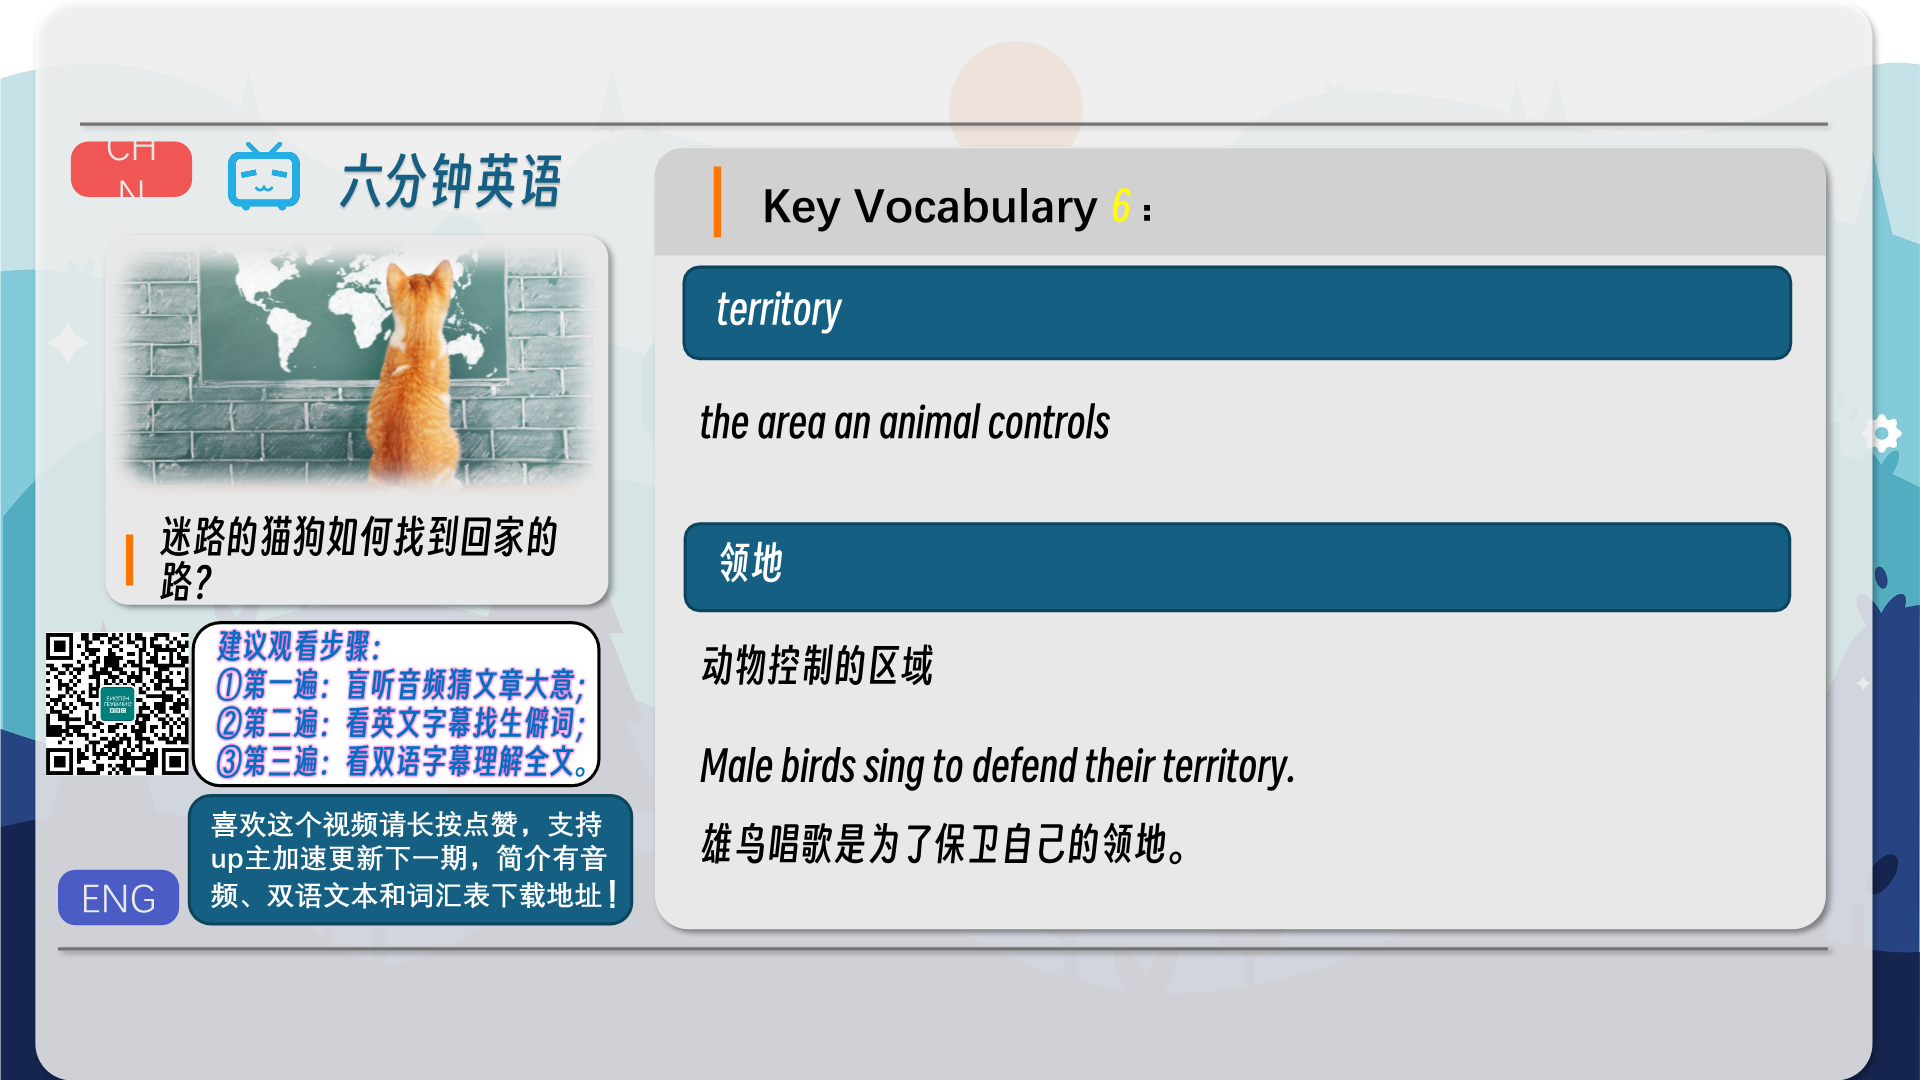 CH
N
六分钟英语
迷路的猫狗如何找到回家的
路？
建议观看步骤：
①第一遍：盲听音频猜文章大意；
②第二遍：看英文字幕找生僻词；
③第三遍：看双语字幕理解全文。
喜欢这个视频请长按点赞，支持
up主加速更新下一期，简介有音
频、双语文本和词汇表下载地址！
ENG
Key Vocabulary 6：
territory
the area an animal controls
领地
动物控制的区域
Male birds sing to defend their territory.
雄鸟唱歌是为了保卫自己的领地。